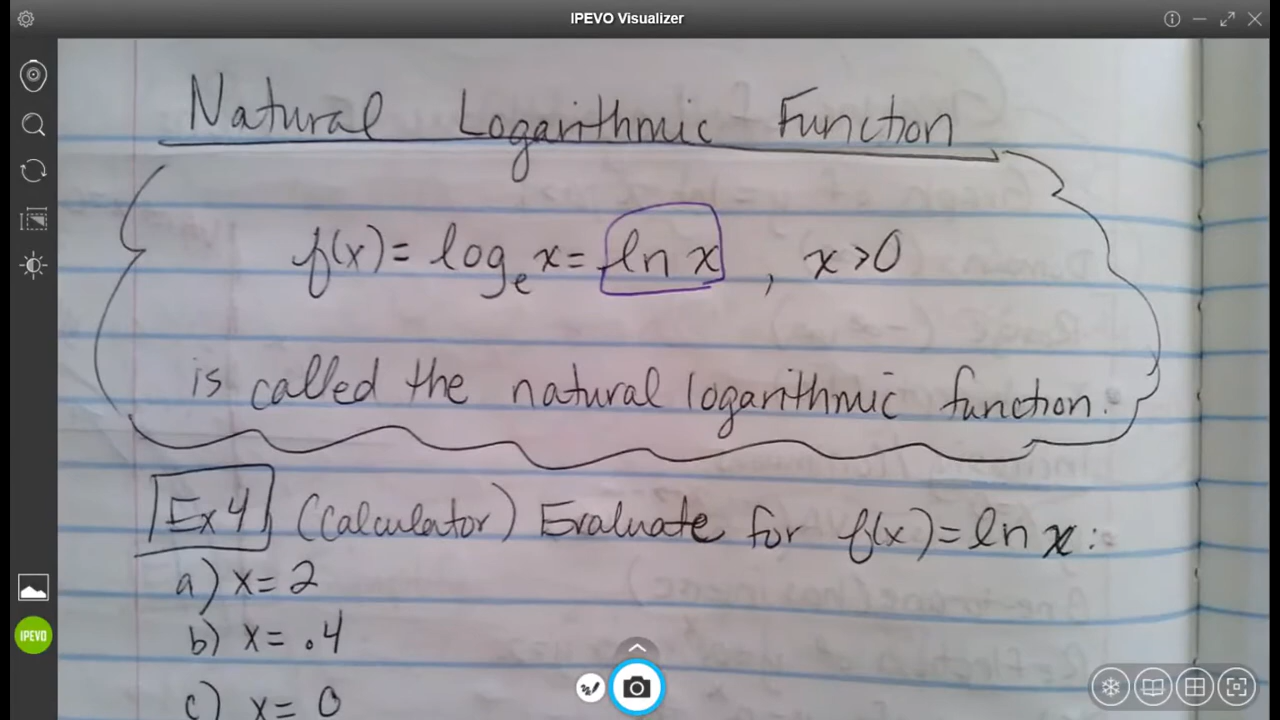 IPEVO Visualizer
Natural Logarithmic Function
f(x) = logₑ x = ln x , x > 0
is called the natural logarithmic function.
Ex 4 (Calculator) Evaluate for f(x) = ln x :
a) x = 2
b) x = .4
c) x = 0
IPEVO